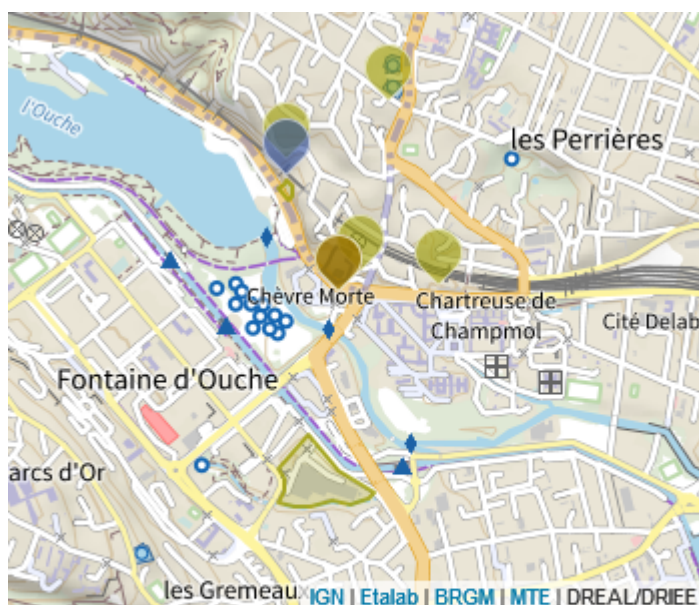 l'Ouche
les Perrières
Chèvre Morte
Chartreuse de
Champmol
Cité Delab
Fontaine d'Ouche
arcs d'Or
les Gremeau
IGN | Etalab | BRGM | MTE | DREAL/DRIEE